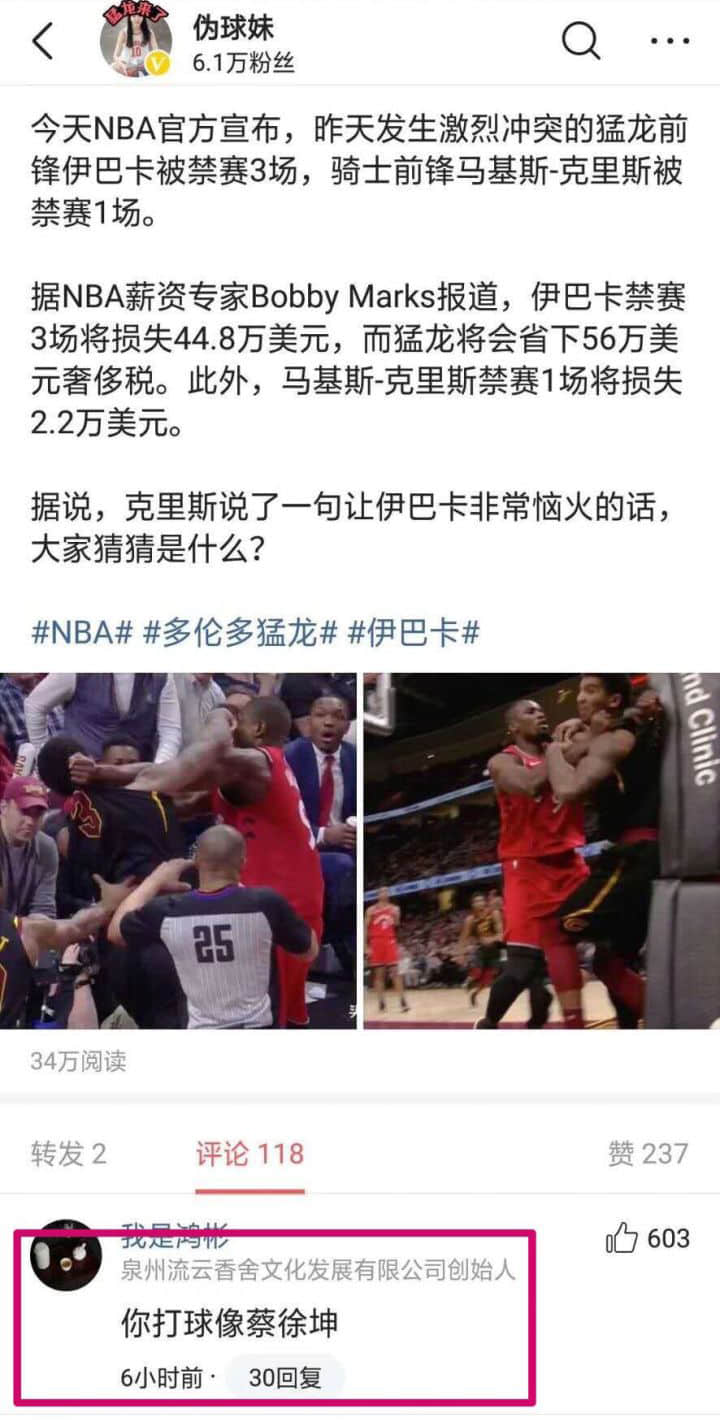 猛龙来了
伪球妹
6.1万粉丝
今天NBA官方宣布，昨天发生激烈冲突的猛龙前
锋伊巴卡被禁赛3场，骑士前锋马基斯-克里斯被
禁赛1场。
据NBA薪资专家Bobby Marks报道，伊巴卡禁赛
3场将损失44.8万美元，而猛龙将会省下56万美
元奢侈税。此外，马基斯-克里斯禁赛1场将损失
2.2万美元。
据说，克里斯说了一句让伊巴卡非常恼火的话，
大家猜猜是什么？
#NBA# #多伦多猛龙# #伊巴卡#
3
25
nd Clinic
34万阅读
转发 2
评论 118
赞 237
我是鸿彬
603
泉州流云香舍文化发展有限公司创始人
你打球像蔡徐坤
6小时前 · 30回复